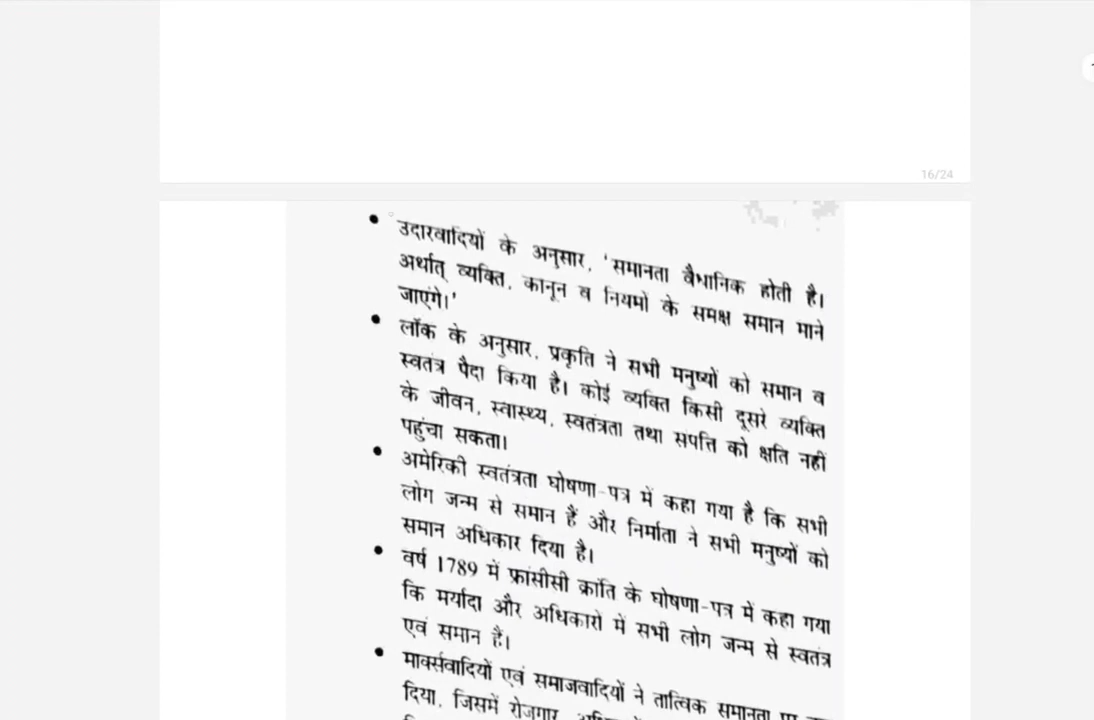 16/24
• उदारवादियों के अनुसार, 'समानता वैधानिक होती है।
अर्थात् व्यक्ति, कानून व नियमों के समक्ष समान माने
जाएंगे।'
• लॉक के अनुसार, प्रकृति ने सभी मनुष्यों को समान व
स्वतंत्र पैदा किया है। कोई व्यक्ति किसी दूसरे व्यक्ति
के जीवन, स्वास्थ्य, स्वतंत्रता तथा संपत्ति को क्षति नहीं
पहुंचा सकता।
• अमेरिकी स्वतंत्रता घोषणा-पत्र में कहा गया है कि सभी
लोग जन्म से समान हैं और निर्माता ने सभी मनुष्यों को
समान अधिकार दिया है।
• वर्ष 1789 में फ्रांसीसी क्रांति के घोषणा-पत्र में कहा गया
कि मर्यादा और अधिकारों में सभी लोग जन्म से स्वतंत्र
एवं समान हैं।
• मार्क्सवादियों एवं समाजवादियों ने तात्विक समानता
दिया, जिसमें रोजगार,